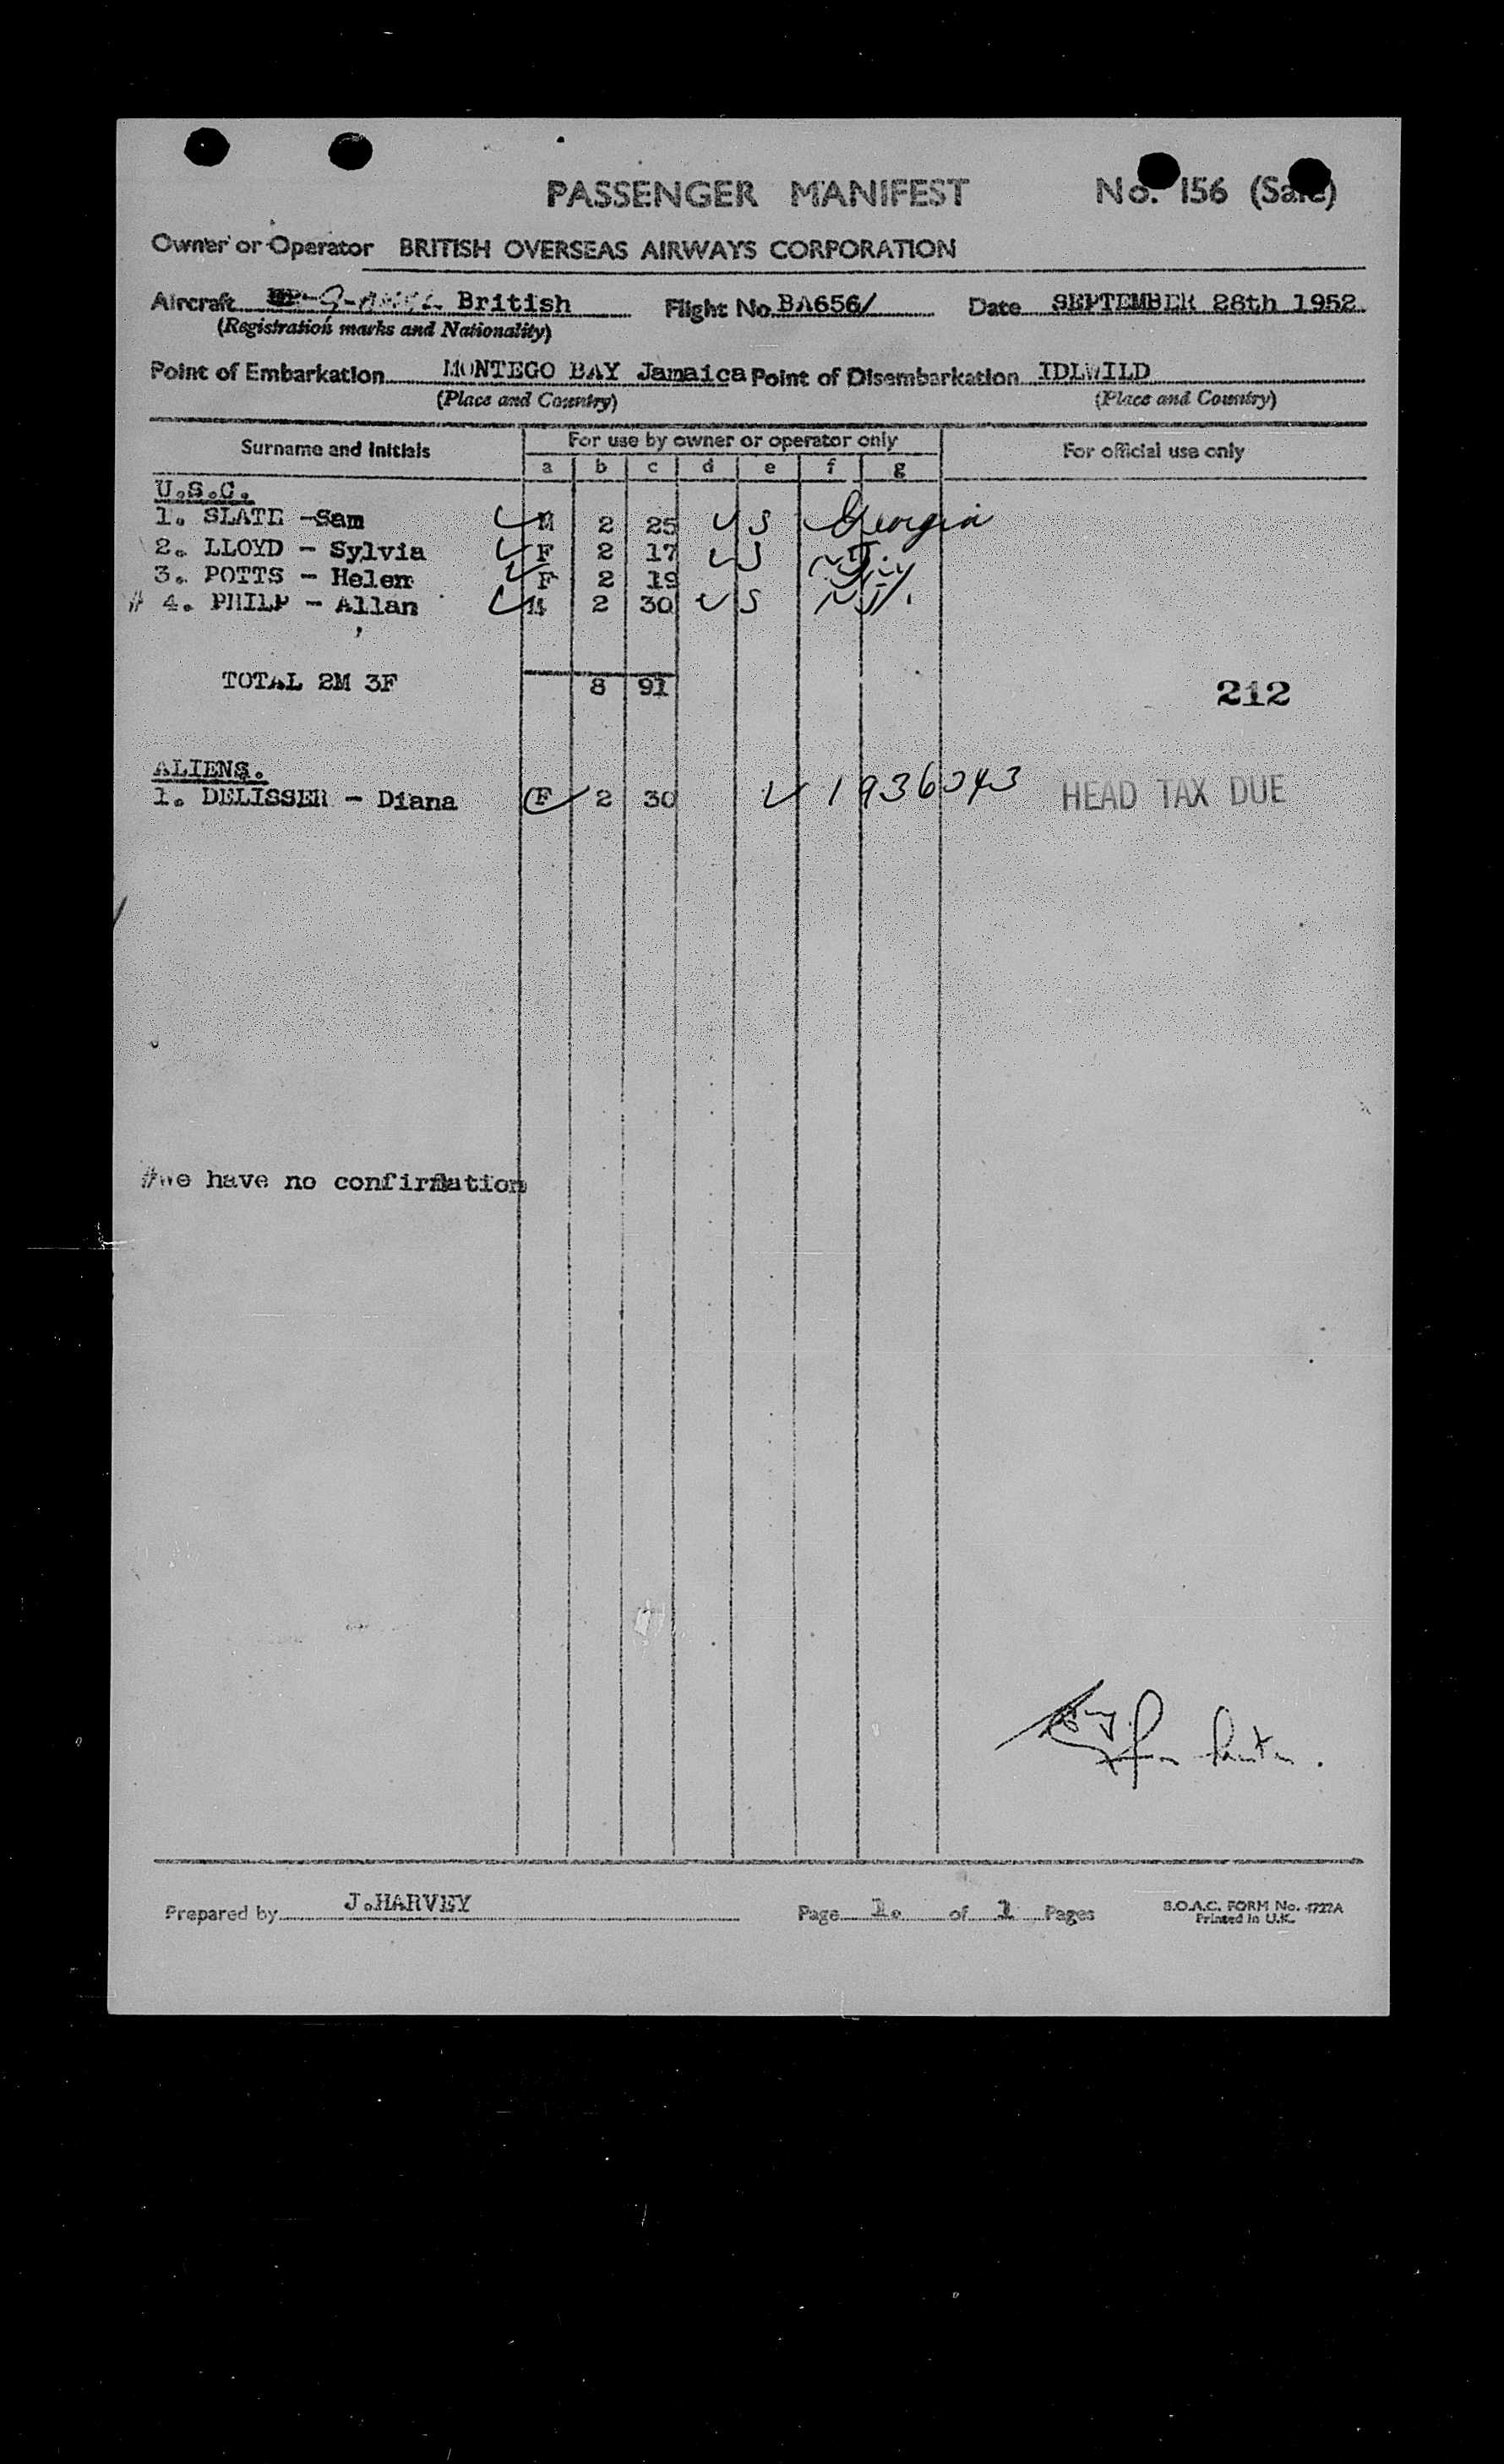 PASSENGER MANIFEST No. 156 (Sale)
Owner or Operator BRITISH OVERSEAS AIRWAYS CORPORATION
Aircraft British Flight No. BA656/ Date SEPTEMBER 28th 1952
(Registration marks and Nationality)
Point of Embarkation MONTEGO BAY Jamaica Point of Disembarkation IDLWILD
(Place and Country) (Place and Country)
Surname and Initials For use by owner or operator only For official use only
a b c d e f g
U.S.C.
1. SLATE -Sam M 2 25 U S Georgia
2. LLOYD - Sylvia F 2 17 U S
3. POTTS - Helen F 2 19 N.Y.
# 4. PHILP - Allan M 2 30 U S N.Y.
TOTAL 2M 3F 8 91
212
ALIENS.
1. DELISSER - Diana F 2 30 1936343 HEAD TAX DUE
#we have no confirmation
Prepared by J.HARVEY Page 1. of 1 Pages B.O.A.C. FORM No. 1722A
Printed in U.K.